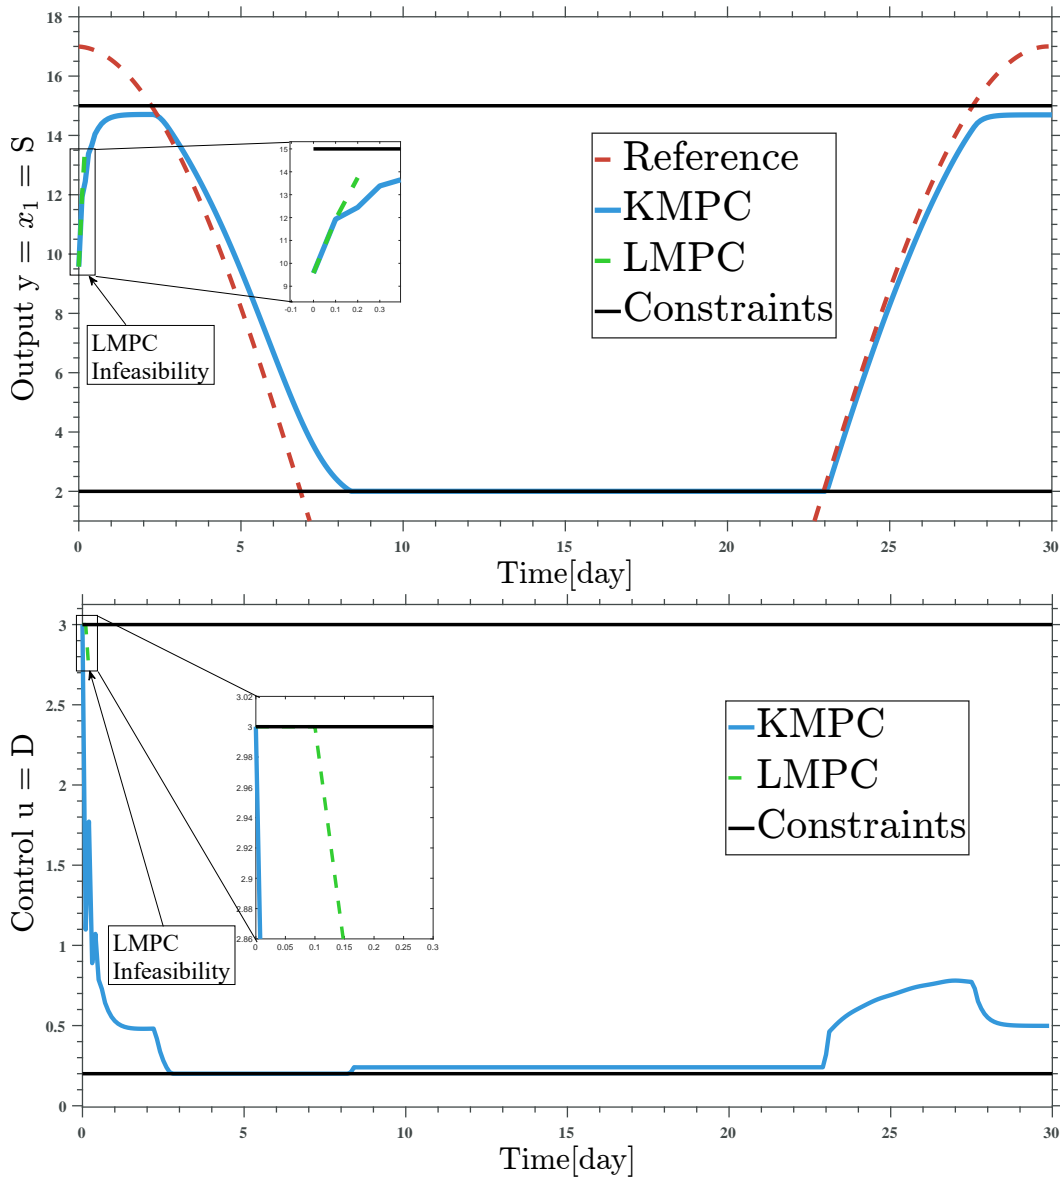 18
16
14
12
10
8
6
4
2
Output y = x1 = S
15
14
13
12
11
10
9
-0.1 0 0.1 0.2 0.3
LMPC
Infeasibility
Reference
KMPC
LMPC
Constraints
0 5 10 15 20 25 30
Time[day]
3
2.5
2
1.5
1
0.5
0
Control u = D
3.02
3
2.98
2.96
2.94
2.92
2.9
2.88
2.86
0 0.05 0.1 0.15 0.2 0.25 0.3
LMPC
Infeasibility
KMPC
LMPC
Constraints
0 5 10 15 20 25 30
Time[day]